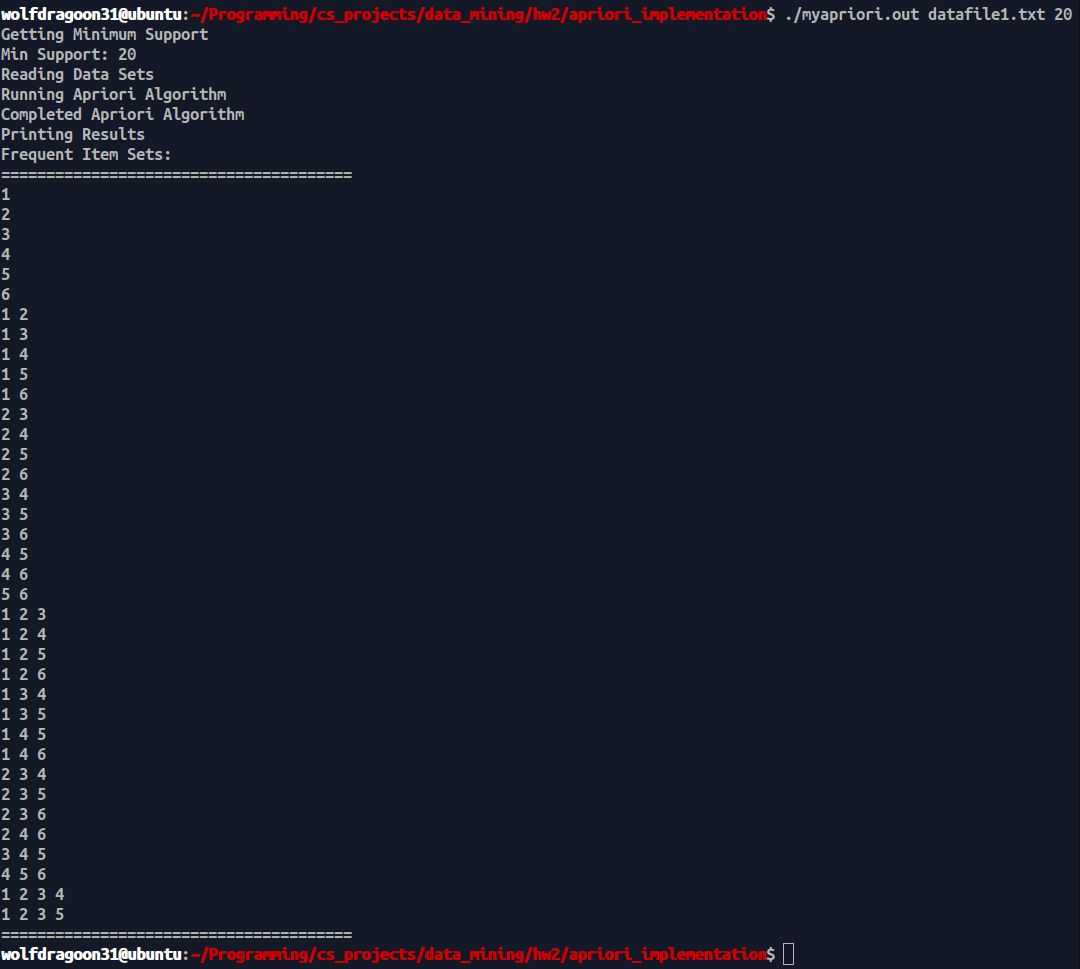 wolfdragoon31@ubuntu:~/Programming/cs_projects/data_mining/hw2/apriori_implementation$ ./myapriori.out datafile1.txt 20
Getting Minimum Support
Min Support: 20
Reading Data Sets
Running Apriori Algorithm
Completed Apriori Algorithm
Printing Results
Frequent Item Sets:
=======================================
1
2
3
4
5
6
1 2
1 3
1 4
1 5
1 6
2 3
2 4
2 5
2 6
3 4
3 5
3 6
4 5
4 6
5 6
1 2 3
1 2 4
1 2 5
1 2 6
1 3 4
1 3 5
1 4 5
1 4 6
2 3 4
2 3 5
2 3 6
2 4 6
3 4 5
4 5 6
1 2 3 4
1 2 3 5
=======================================
wolfdragoon31@ubuntu:~/Programming/cs_projects/data_mining/hw2/apriori_implementation$